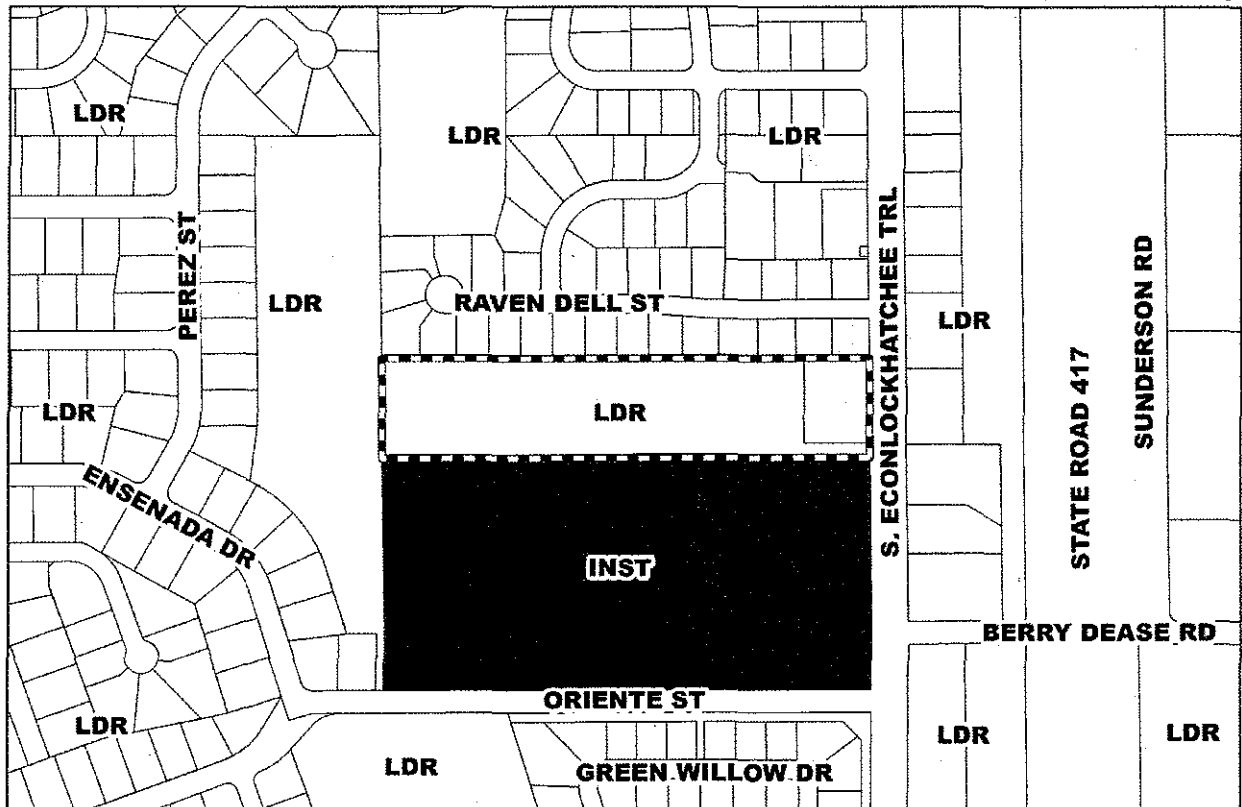 LDR
LDR
LDR
PEREZ ST
S. ECONLOCKHATCHEE TRL
SUNDERSON RD
LDR
RAVEN DELL ST
LDR
STATE ROAD 417
LDR
LDR
ENSENADA DR
INST
BERRY DEASE RD
ORIENTE ST
LDR
LDR
LDR
LDR
GREEN WILLOW DR